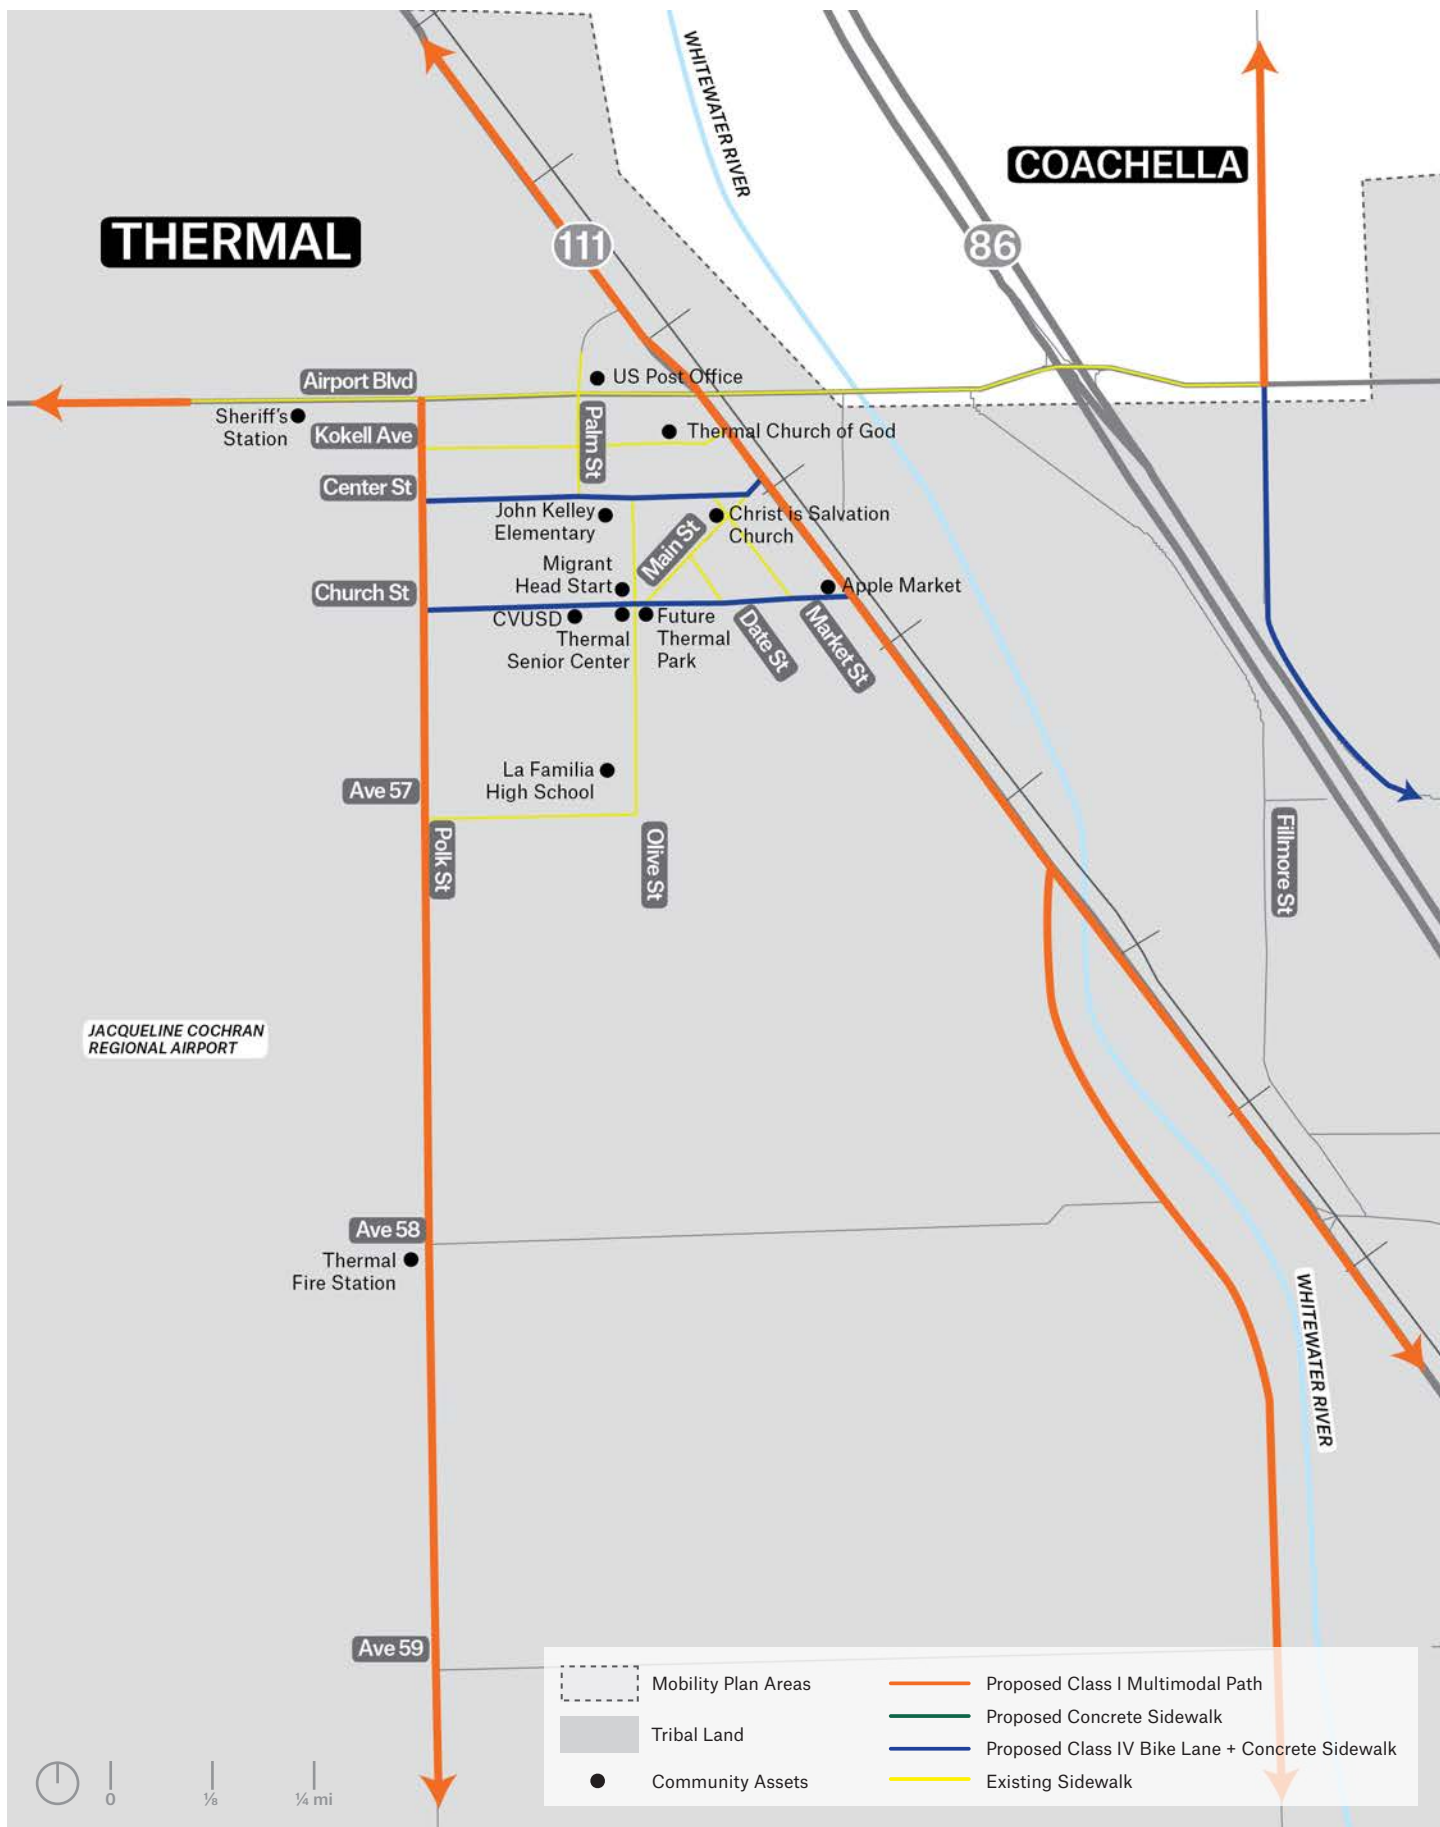 WHITEWATER RIVER
COACHELLA
THERMAL
111
86
Airport Blvd
US Post Office
Sheriff's
Station
Kokell Ave
Palm St
Thermal Church of God
Center St
John Kelley
Elementary
Christ is Salvation
Church
Main St
Migrant
Head Start
Apple Market
Church St
CVUSD
Thermal
Senior Center
Future
Thermal
Park
Date St
Market St
La Familia
High School
Ave 57
Polk St
Olive St
Fillmore St
JACQUELINE COCHRAN
REGIONAL AIRPORT
Ave 58
Thermal
Fire Station
WHITEWATER RIVER
Ave 59
Mobility Plan Areas
Tribal Land
Community Assets
Proposed Class I Multimodal Path
Proposed Concrete Sidewalk
Proposed Class IV Bike Lane + Concrete Sidewalk
Existing Sidewalk
0
⅛
¼ mi